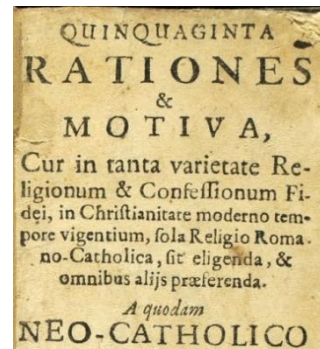 QUINQUAGINTA
RATIONES
&
MOTIVA,
Cur in tanta varietate Re-
ligionum & Confeſſionum Fi-
dei, in Chriſtianitate moderno tem-
pore vigentium, ſola Religio Roma-
no-Catholica, ſit eligenda, &
omnibus alijs præferenda.
A quodam
NEO-CATHOLICO